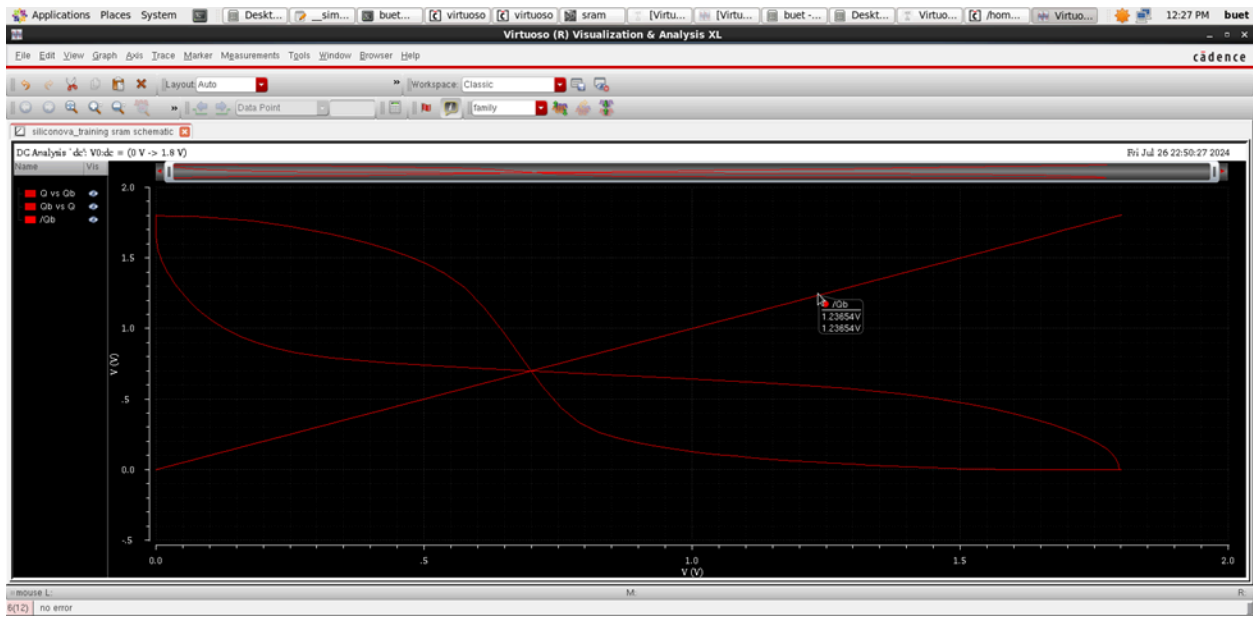 Applications Places System Deskt... __sim... buet... virtuoso virtuoso sram [Virtu... [Virtu... buet -... Deskt... Virtuo... /hom... Virtuo... 12:27 PM buet
Virtuoso (R) Visualization & Analysis XL
File Edit View Graph Axis Trace Marker Measurements Tools Window Browser Help cādence
Layout Auto » Workspace: Classic
» Data Point family
siliconova_training sram schematic
DC Analysis `dc': V0:dc = (0 V -> 1.8 V) Fri Jul 26 22:50:27 2024
Name Vis
Q vs Qb
Qb vs Q
/Qb
2.0
1.5
1.0
.5
0.0
-.5
V (V)
/Qb
1.23654V
1.23654V
0.0 .5 1.0 1.5 2.0
V (V)
mouse L: M: R:
6(12) no error